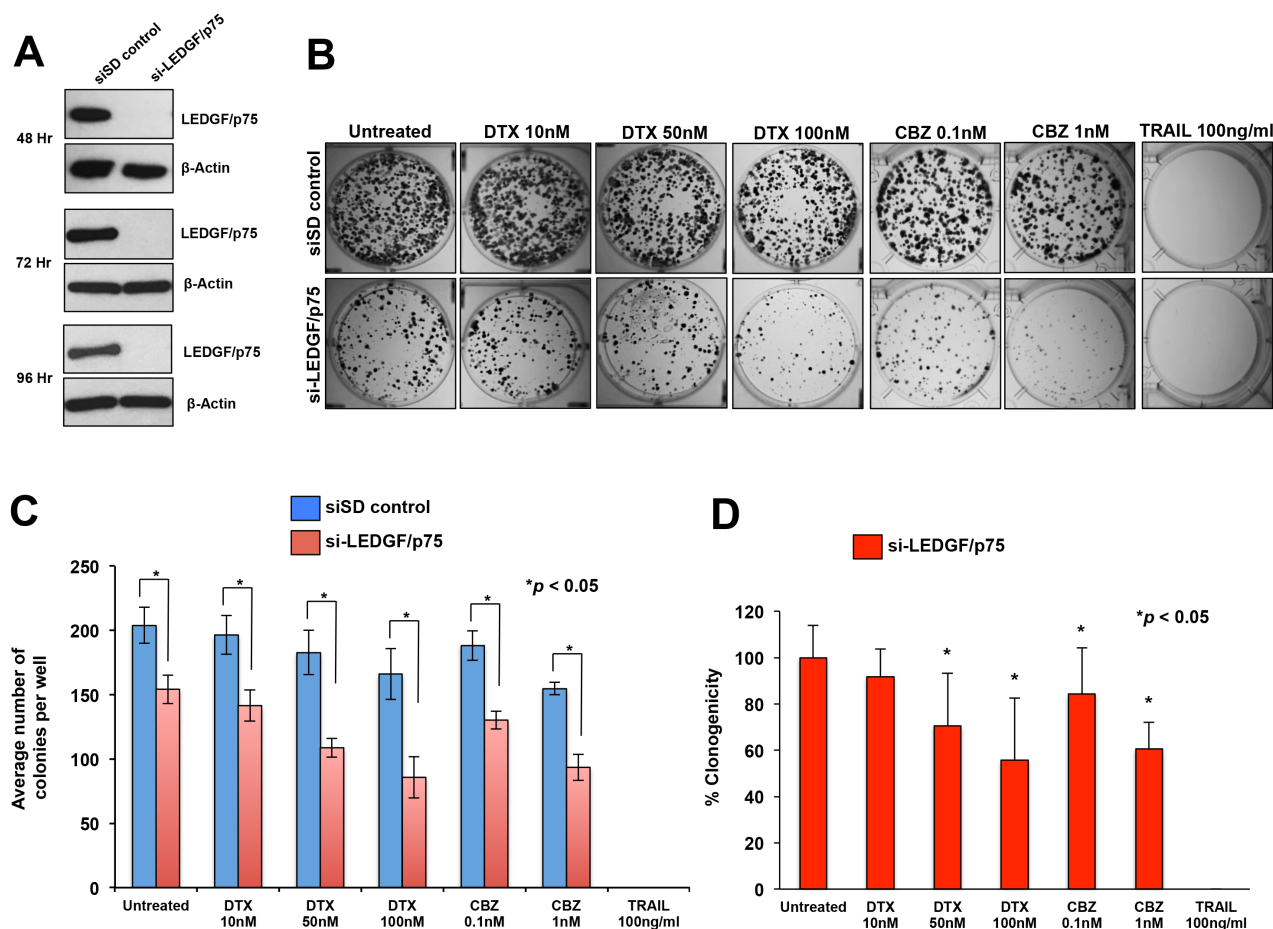 A
siSD control
si-LEDGF/p75
LEDGF/p75
48 Hr
β-Actin
LEDGF/p75
72 Hr
β-Actin
LEDGF/p75
96 Hr
β-Actin
B
Untreated
DTX 10nM
DTX 50nM
DTX 100nM
CBZ 0.1nM
CBZ 1nM
TRAIL 100ng/ml
siSD control
si-LEDGF/p75
C
siSD control
si-LEDGF/p75
*p < 0.05
Average number of
colonies per well
250
200
150
100
50
0
* * * * * *
Untreated
DTX
10nM
DTX
50nM
DTX
100nM
CBZ
0.1nM
CBZ
1nM
TRAIL
100ng/ml
D
si-LEDGF/p75
*p < 0.05
% Clonogenicity
120
100
80
60
40
20
0
* * * *
Untreated
DTX
10nM
DTX
50nM
DTX
100nM
CBZ
0.1nM
CBZ
1nM
TRAIL
100ng/ml